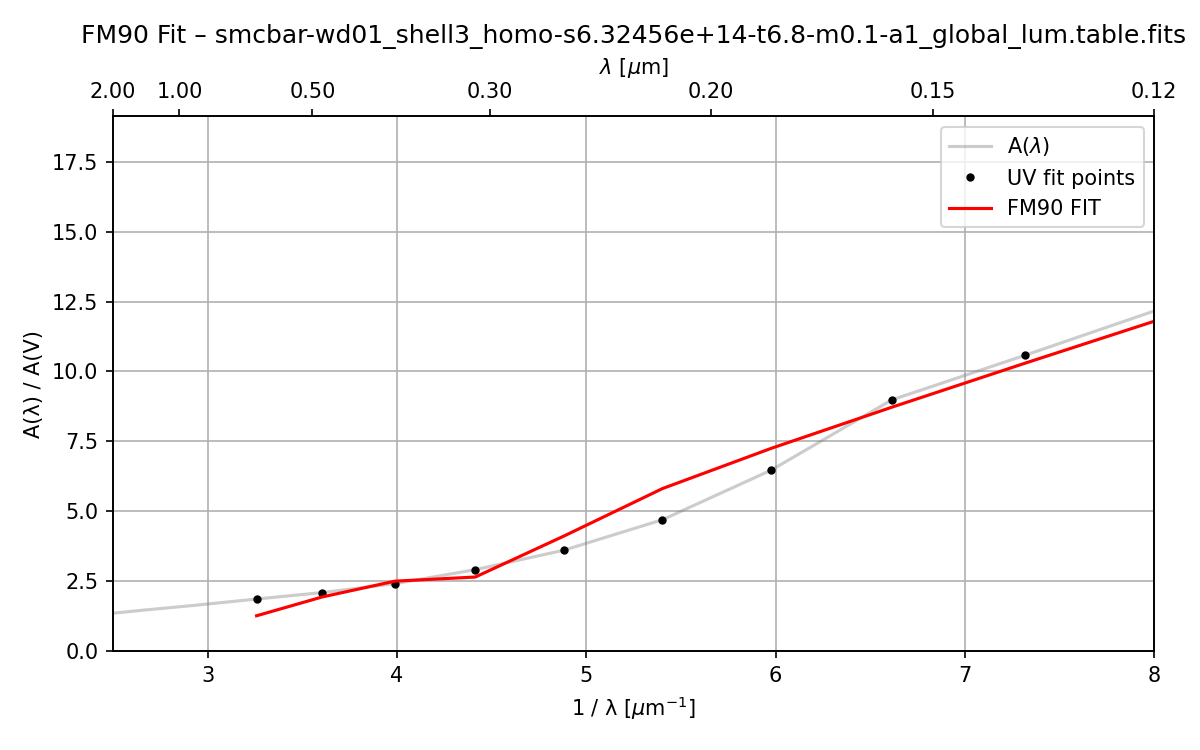 FM90 Fit – smcbar-wd01_shell3_homo-s6.32456e+14-t6.8-m0.1-a1_global_lum.table.fits
λ [μm]
2.00 1.00 0.50 0.30 0.20 0.15 0.12
A(λ)
UV fit points
FM90 FIT
17.5
15.0
12.5
10.0
7.5
5.0
2.5
0.0
A(λ) / A(V)
3 4 5 6 7 8
1 / λ [μm⁻¹]